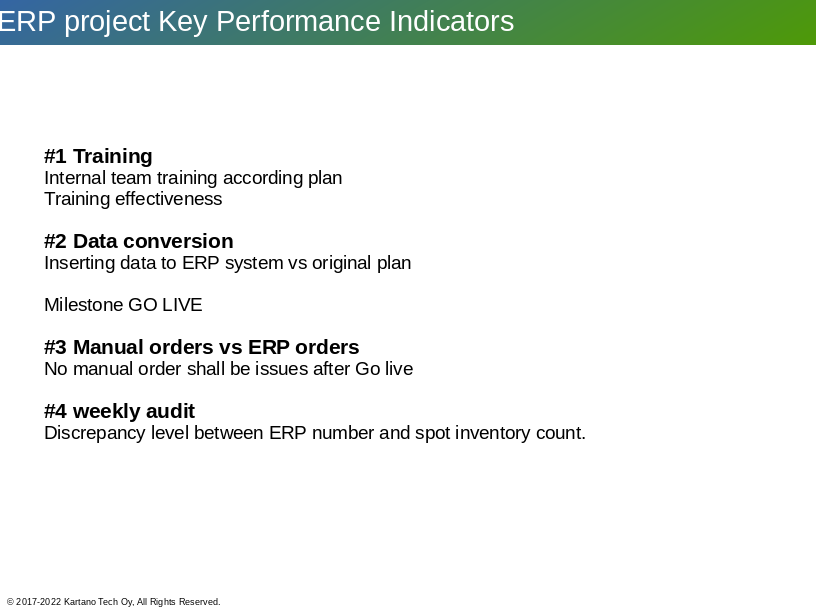 ERP project Key Performance Indicators
#1 Training
Internal team training according plan
Training effectiveness
#2 Data conversion
Inserting data to ERP system vs original plan
Milestone GO LIVE
#3 Manual orders vs ERP orders
No manual order shall be issues after Go live
#4 weekly audit
Discrepancy level between ERP number and spot inventory count.
© 2017-2022 Kartano Tech Oy, All Rights Reserved.